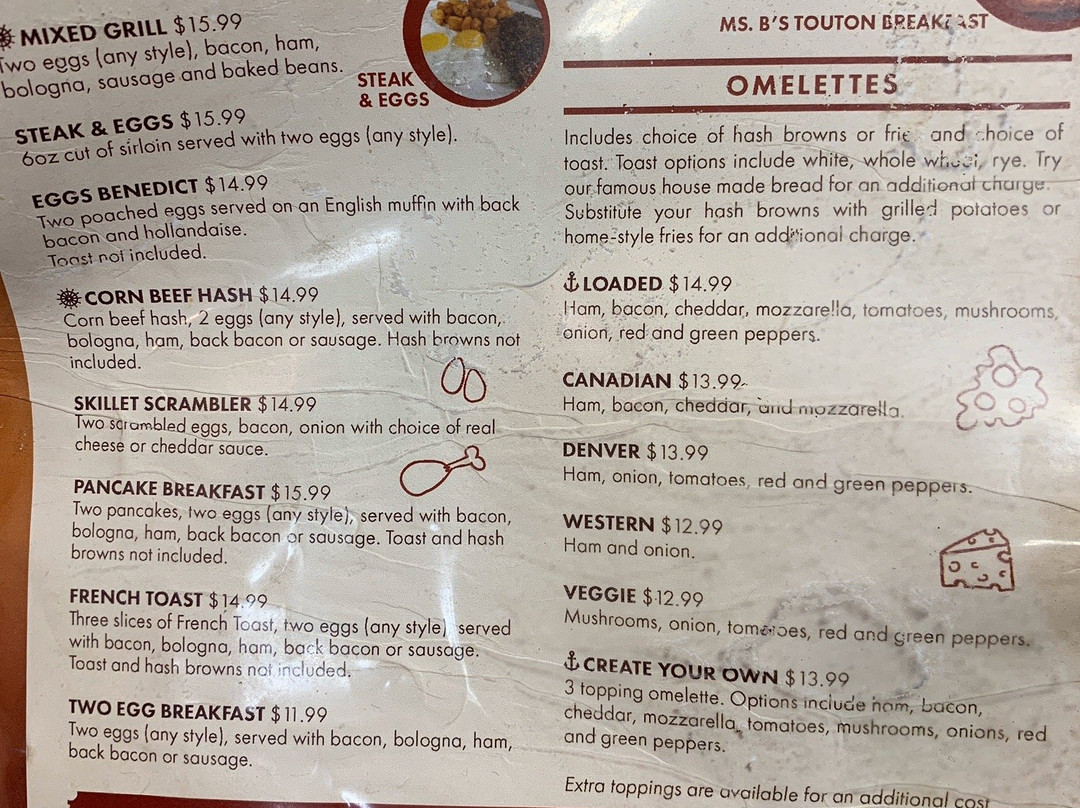 MIXED GRILL $15.99
Two eggs (any style), bacon, ham,
bologna, sausage and baked beans.
STEAK
& EGGS
STEAK & EGGS $15.99
6oz cut of sirloin served with two eggs (any style).
EGGS BENEDICT $14.99
Two poached eggs served on an English muffin with back
bacon and hollandaise.
Toast not included.
CORN BEEF HASH $14.99
Corn beef hash, 2 eggs (any style), served with bacon,
bologna, ham, back bacon or sausage. Hash browns not
included.
SKILLET SCRAMBLER $14.99
Two scrambled eggs, bacon, onion with choice of real
cheese or cheddar sauce.
PANCAKE BREAKFAST $15.99
Two pancakes, two eggs (any style), served with bacon,
bologna, ham, back bacon or sausage. Toast and hash
browns not included.
FRENCH TOAST $14.99
Three slices of French Toast, two eggs (any style) served
with bacon, bologna, ham, back bacon or sausage.
Toast and hash browns not included.
TWO EGG BREAKFAST $11.99
Two eggs (any style), served with bacon, bologna, ham,
back bacon or sausage.
MS. B'S TOUTON BREAKFAST
OMELETTES
Includes choice of hash browns or and choice of
toast. Toast options include white, whole wheat, rye. Try
our famous house made bread for an additional charge.
Substitute your hash browns with grilled potatoes or
home-style fries for an additional charge.
LOADED $14.99
Ham, bacon, cheddar, mozzarella, tomatoes, mushrooms,
onion, red and green peppers.
CANADIAN $13.99
Ham, bacon, cheddar, and mozzarella.
DENVER $13.99
Ham, onion, tomatoes, red and green peppers.
WESTERN $12.99
Ham and onion.
VEGGIE $12.99
Mushrooms, onion, tomatoes, red and green peppers.
CREATE YOUR OWN $13.99
3 topping omelette. Options include ham, bacon,
cheddar, mozzarella, tomatoes, mushrooms, onions, red
and green peppers.
Extra toppings are available for an additional cost